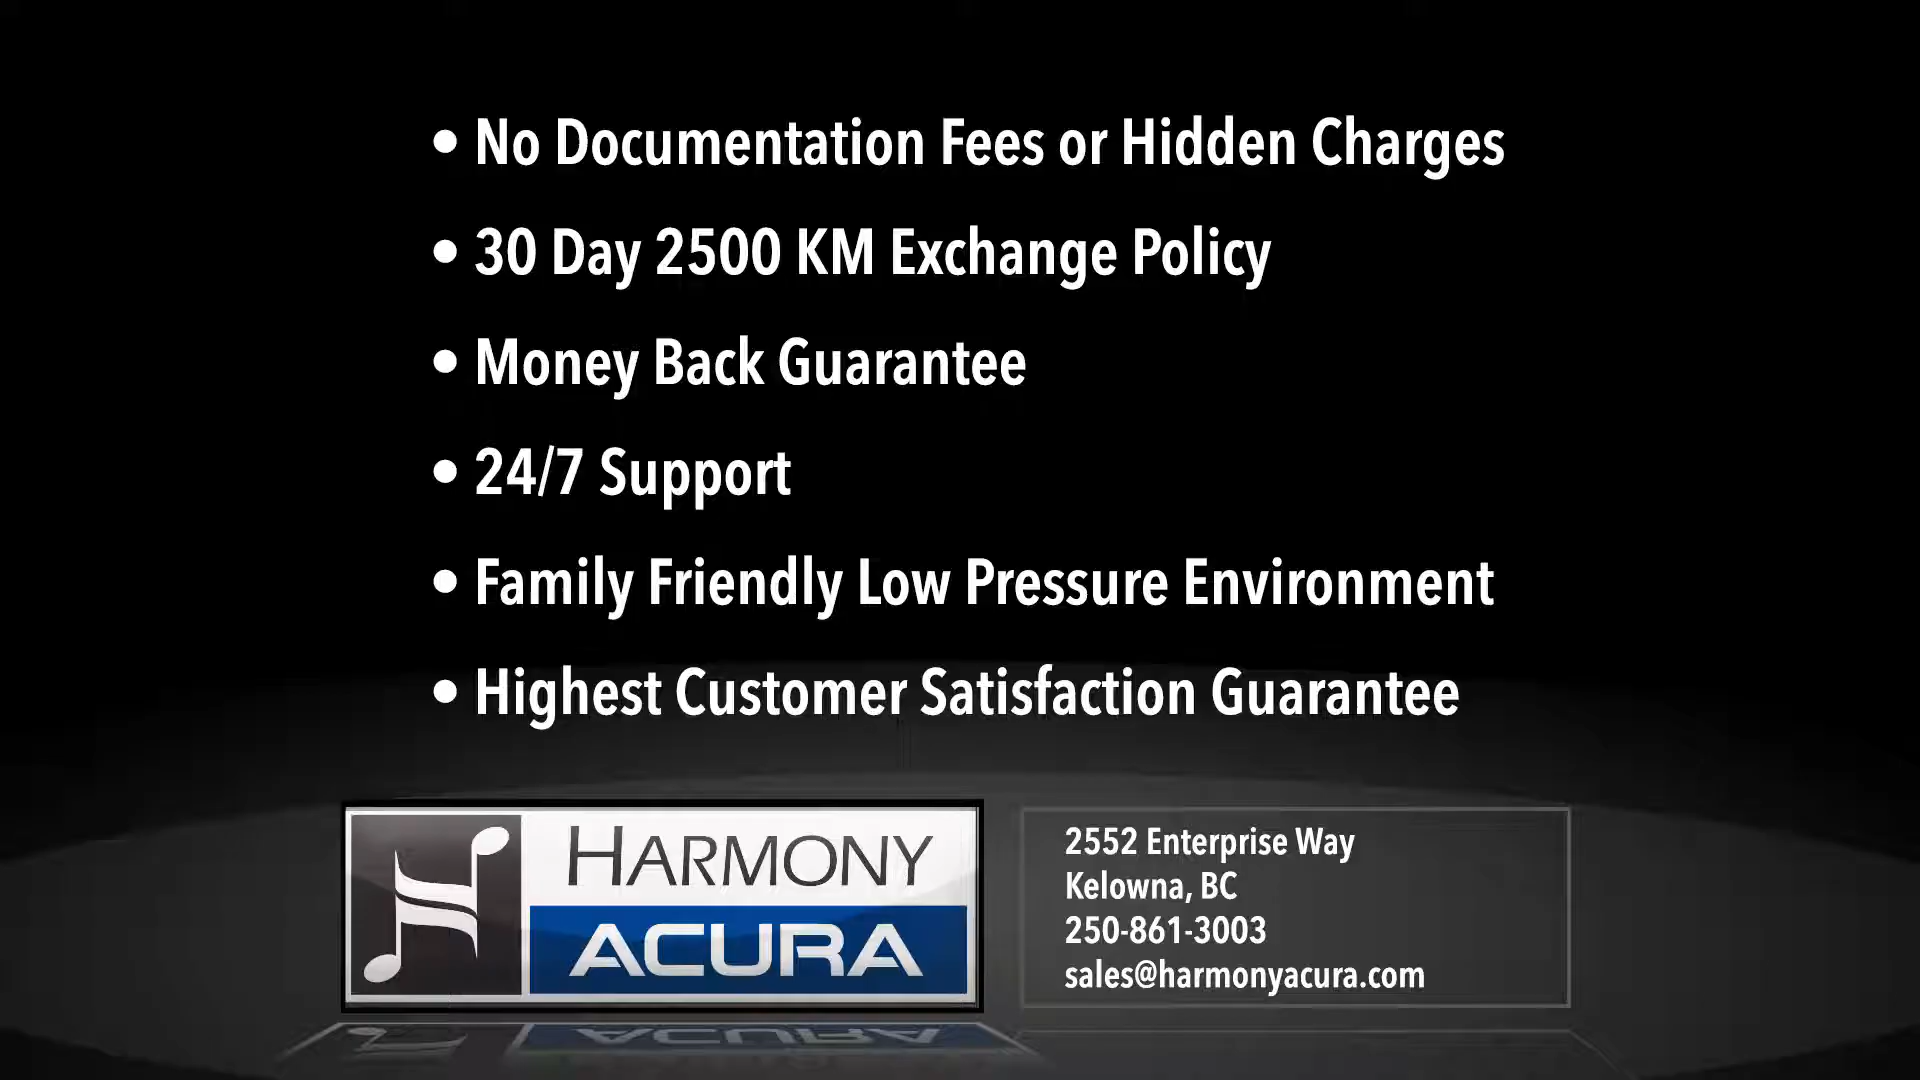 • No Documentation Fees or Hidden Charges
• 30 Day 2500 KM Exchange Policy
• Money Back Guarantee
• 24/7 Support
• Family Friendly Low Pressure Environment
• Highest Customer Satisfaction Guarantee
HARMONY
ACURA
2552 Enterprise Way
Kelowna, BC
250-861-3003
sales@harmonyacura.com